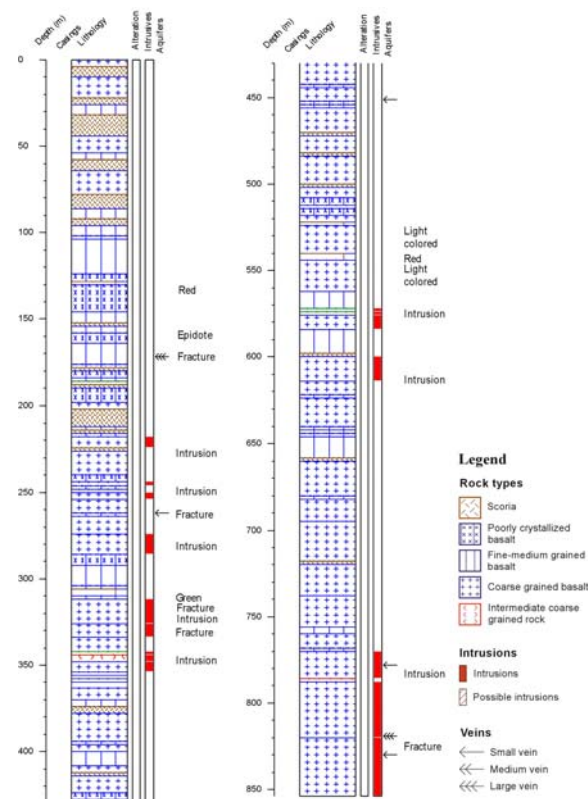 Depth (m)
Casings
Lithology
Alteration
Intrusives
Aquifers
0
50
100
Red
150
Epidote
Fracture
200
Intrusion
250
Intrusion
Fracture
Intrusion
300
Green
Fracture
Intrusion
Fracture
350
Intrusion
400
Depth (m)
Casings
Lithology
Alteration
Intrusives
Aquifers
450
500
Light
colored
Red
Light
colored
550
Intrusion
600
Intrusion
650
700
750
Intrusion
800
Fracture
850
Legend
Rock types
Scoria
Poorly crystallized
basalt
Fine-medium grained
basalt
Coarse grained basalt
Intermediate coarse
grained rock
Intrusions
Intrusions
Possible intrusions
Veins
Small vein
Medium vein
Large vein